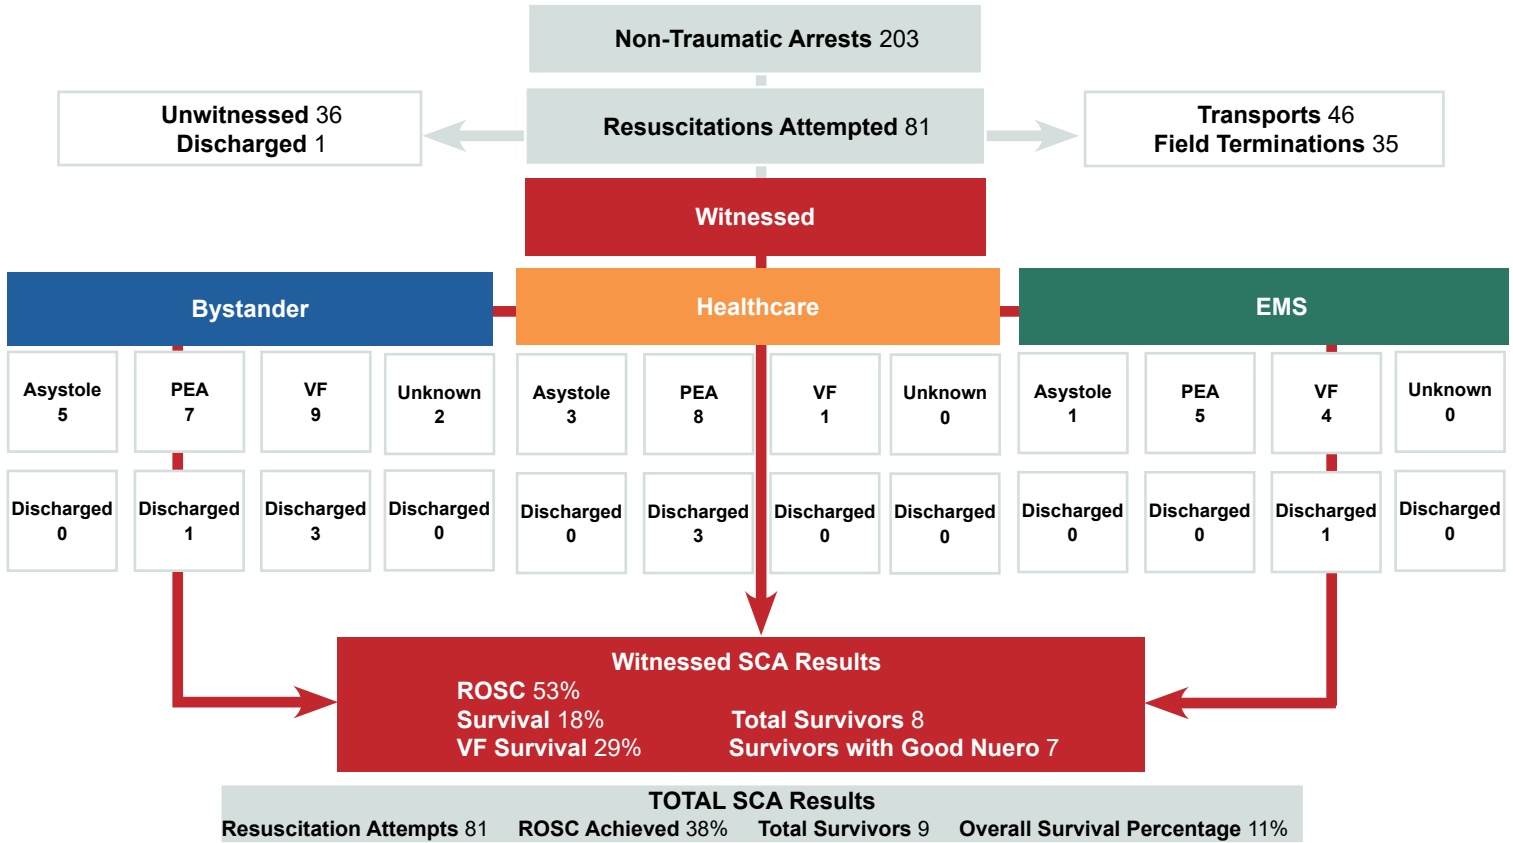 Non-Traumatic Arrests 203
Unwitnessed 36
Discharged 1
Resuscitations Attempted 81
Transports 46
Field Terminations 35
Witnessed
Bystander
Healthcare
EMS
Asystole
5
PEA
7
VF
9
Unknown
2
Asystole
3
PEA
8
VF
1
Unknown
0
Asystole
1
PEA
5
VF
4
Unknown
0
Discharged
0
Discharged
1
Discharged
3
Discharged
0
Discharged
0
Discharged
3
Discharged
0
Discharged
0
Discharged
0
Discharged
0
Discharged
1
Discharged
0
Witnessed SCA Results
ROSC 53%
Survival 18% Total Survivors 8
VF Survival 29% Survivors with Good Nuero 7
TOTAL SCA Results
Resuscitation Attempts 81 ROSC Achieved 38% Total Survivors 9 Overall Survival Percentage 11%